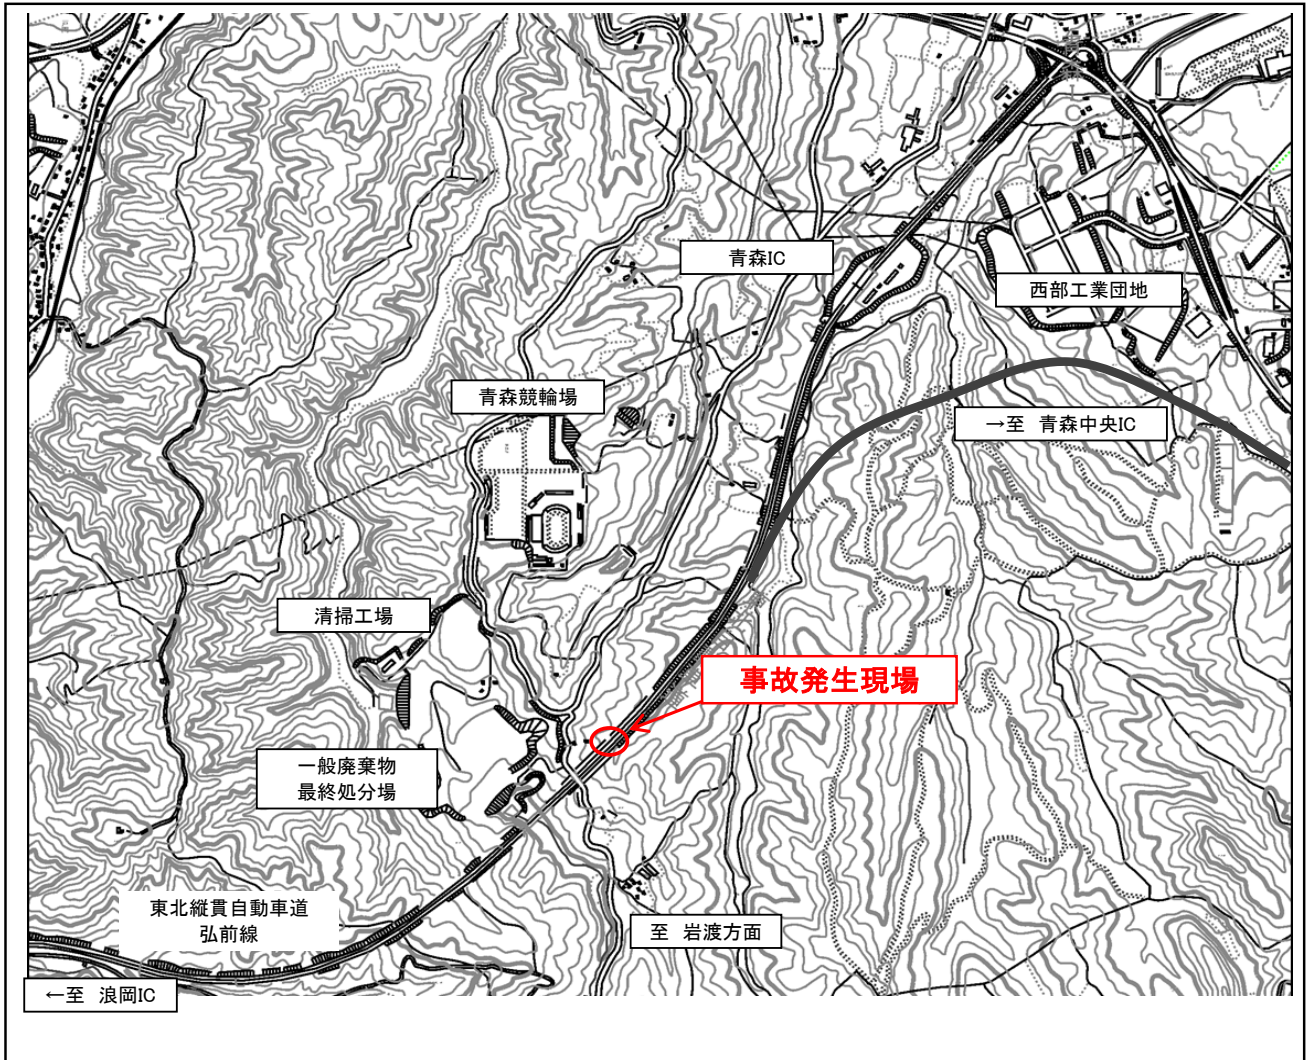 青森IC
西部工業団地
青森競輪場
→至 青森中央IC
清掃工場
事故発生現場
一般廃棄物
最終処分場
東北縦貫自動車道
弘前線
至 岩渡方面
←至 浪岡IC